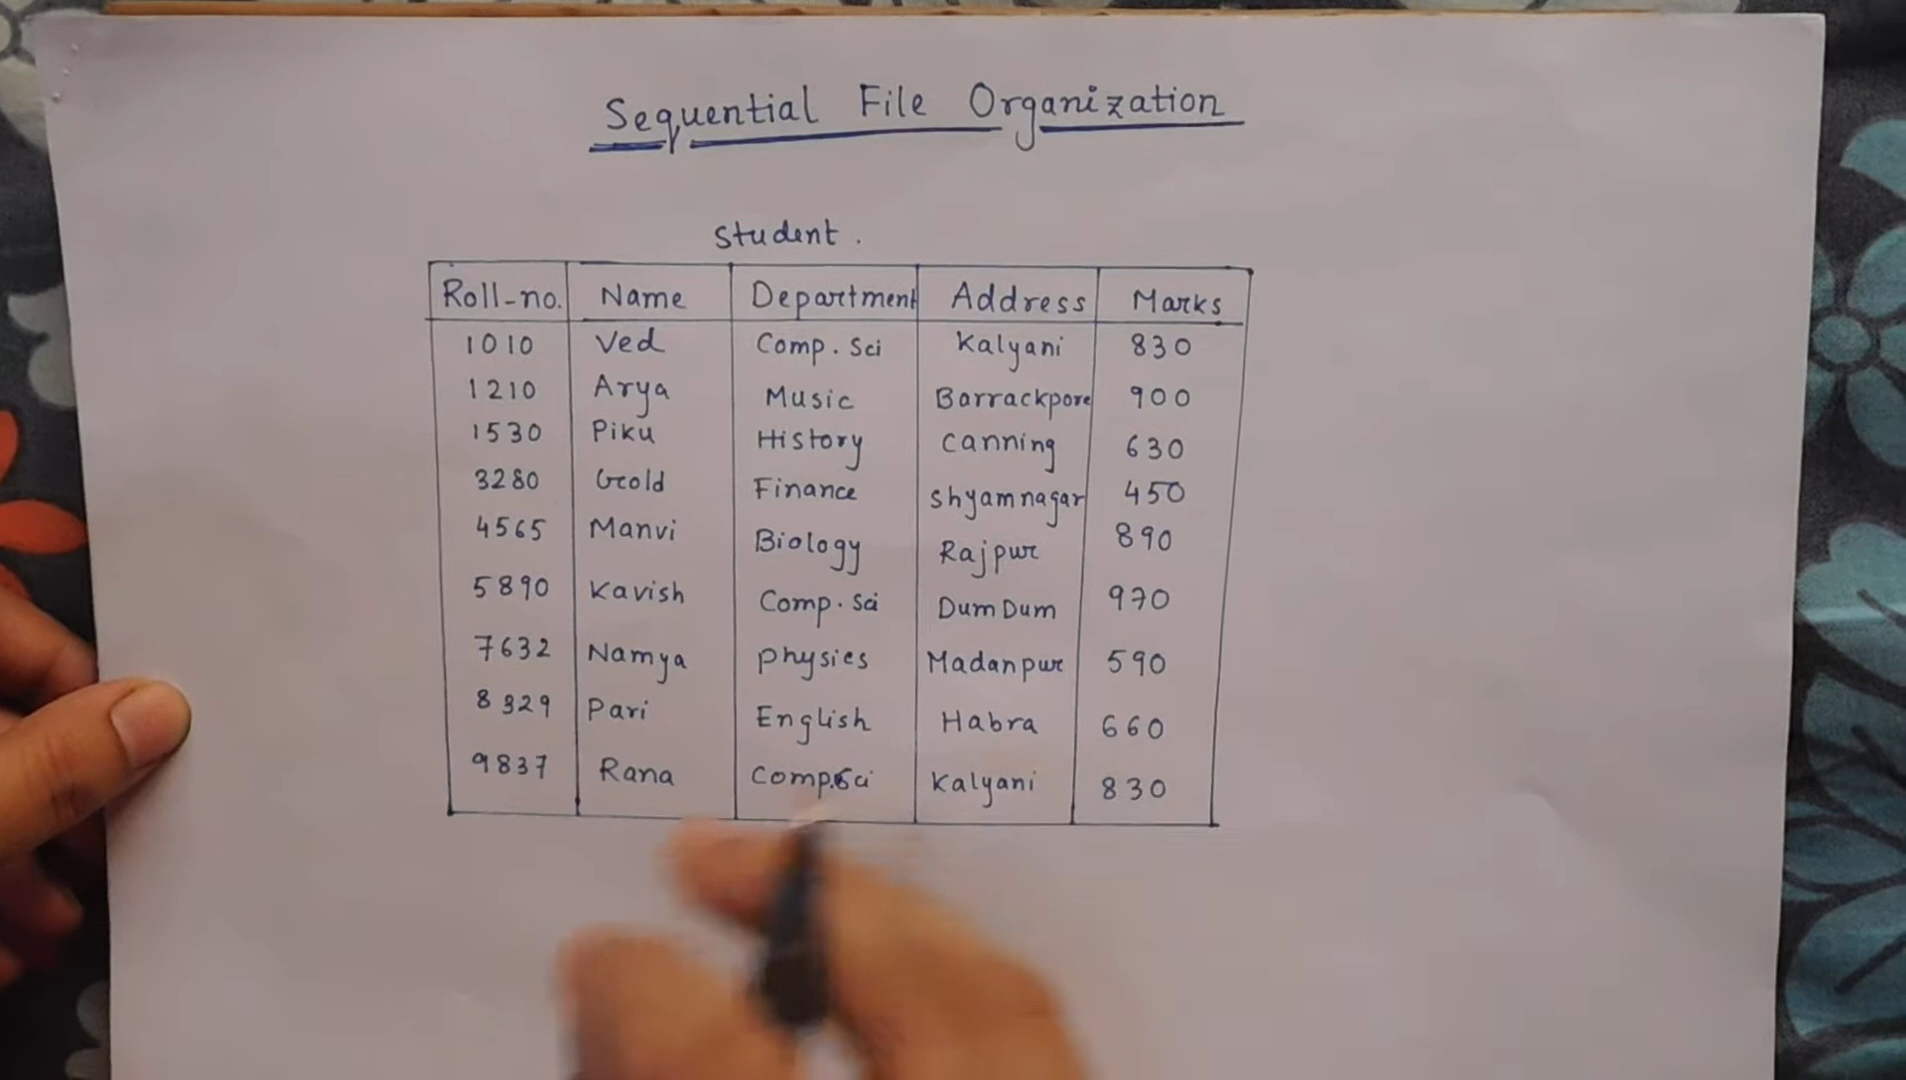 Sequential File Organization
Student.
Roll-no. Name Department Address Marks
1010 Ved Comp. Sci Kalyani 830
1210 Arya Music Barrackpore 900
1530 Piku History Canning 630
3280 Gold Finance Shyamnagar 450
4565 Manvi Biology Rajpur 890
5890 Kavish Comp. Sci DumDum 970
7632 Namya Physics Madanpur 590
8329 Pari English Habra 660
9837 Rana Comp.Sci Kalyani 830